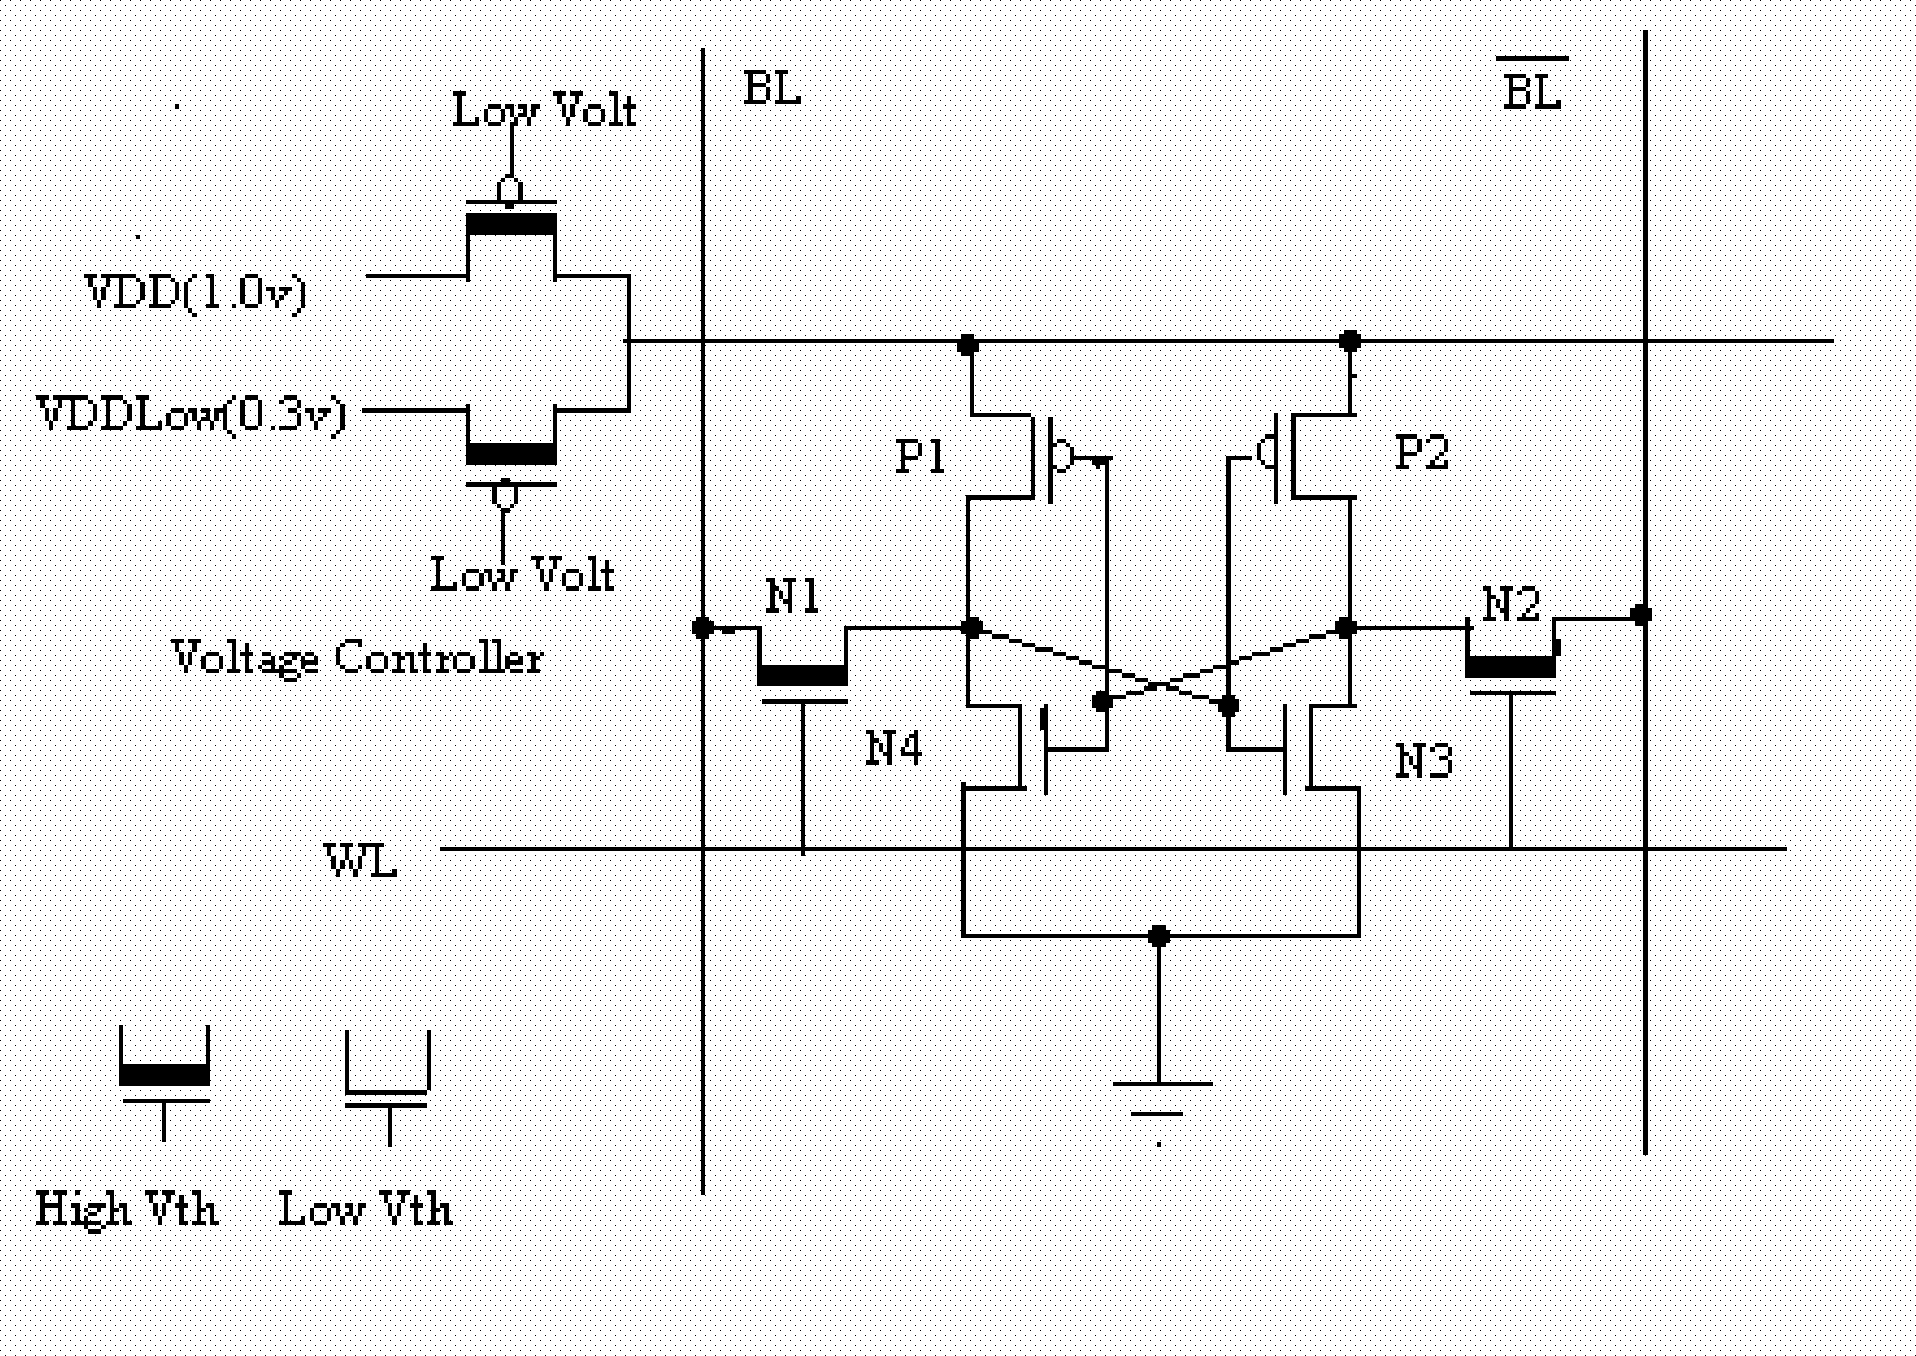 BL
BL
Low Volt
VDD(1.0v)
VDDLow(0.3v)
P1
P2
Low Volt
N1
N2
Voltage Controller
N4
N3
WL
High Vth
Low Vth